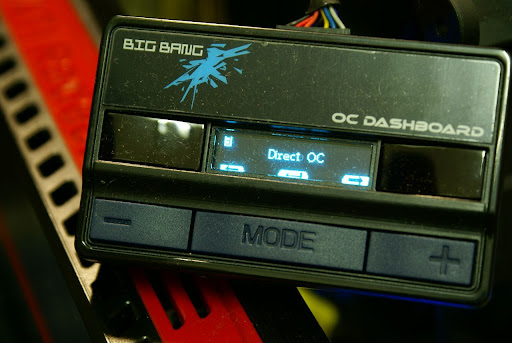 BIG BANG
OC DASHBOARD
Direct OC
- MODE +